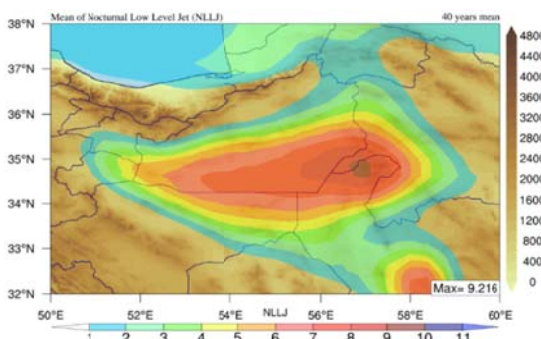 Mean of Nocturnal Low Level Jet (NLLJ) 40 years mean
38°N
37°N
36°N
35°N
34°N
33°N
32°N
4800
4400
4000
3600
3200
2800
2400
2000
1600
1200
800
400
0
Max= 9.216
50°E 52°E 54°E 56°E 58°E 60°E
NLLJ
1 2 3 4 5 6 7 8 9 10 11